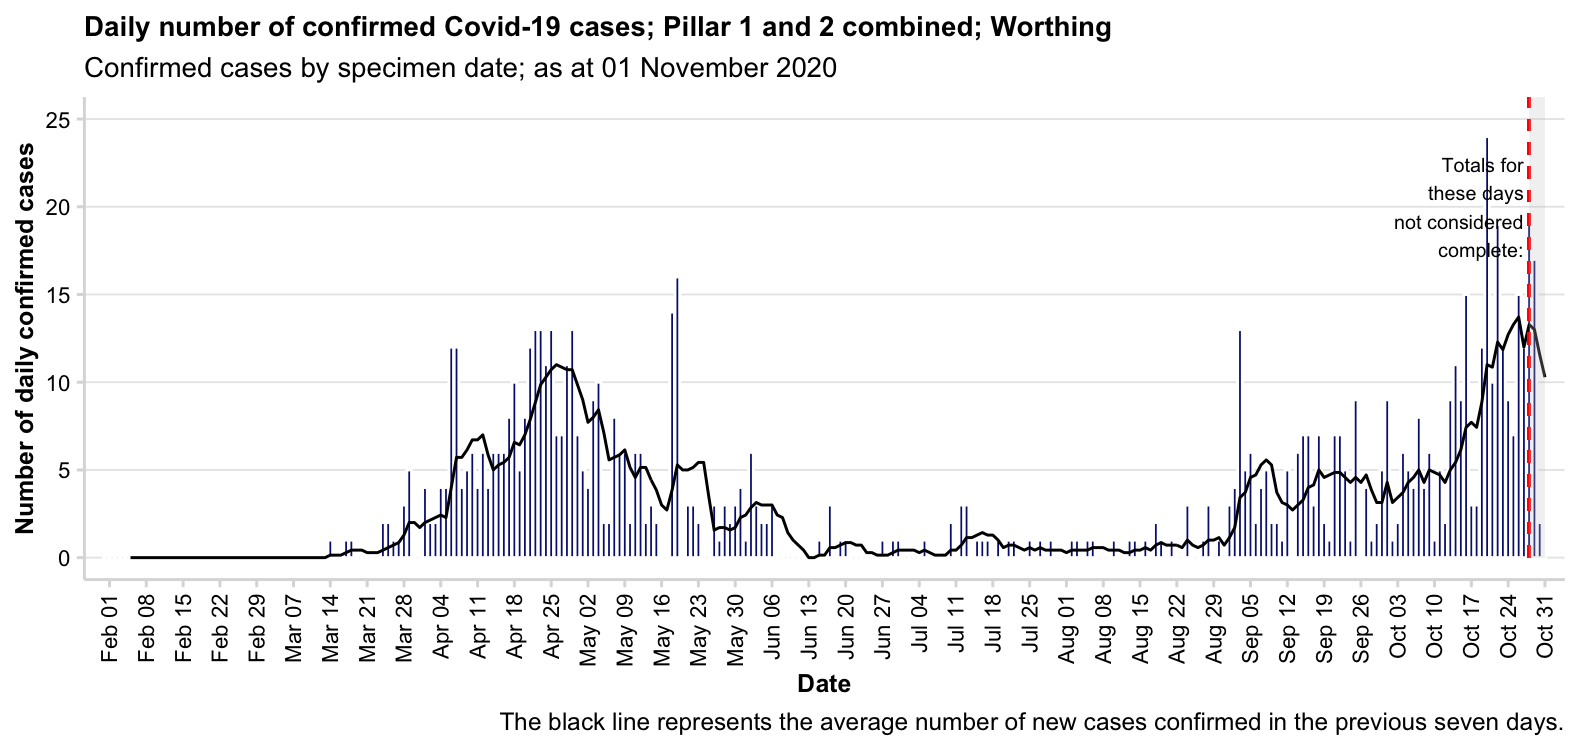 Daily number of confirmed Covid-19 cases; Pillar 1 and 2 combined; Worthing
Confirmed cases by specimen date; as at 01 November 2020
Number of daily confirmed cases
25
20
15
10
5
0
Totals for
these days
not considered
complete:
Feb 01
Feb 08
Feb 15
Feb 22
Feb 29
Mar 07
Mar 14
Mar 21
Mar 28
Apr 04
Apr 11
Apr 18
Apr 25
May 02
May 09
May 16
May 23
May 30
Jun 06
Jun 13
Jun 20
Jun 27
Jul 04
Jul 11
Jul 18
Jul 25
Aug 01
Aug 08
Aug 15
Aug 22
Aug 29
Sep 05
Sep 12
Sep 19
Sep 26
Oct 03
Oct 10
Oct 17
Oct 24
Oct 31
Date
The black line represents the average number of new cases confirmed in the previous seven days.